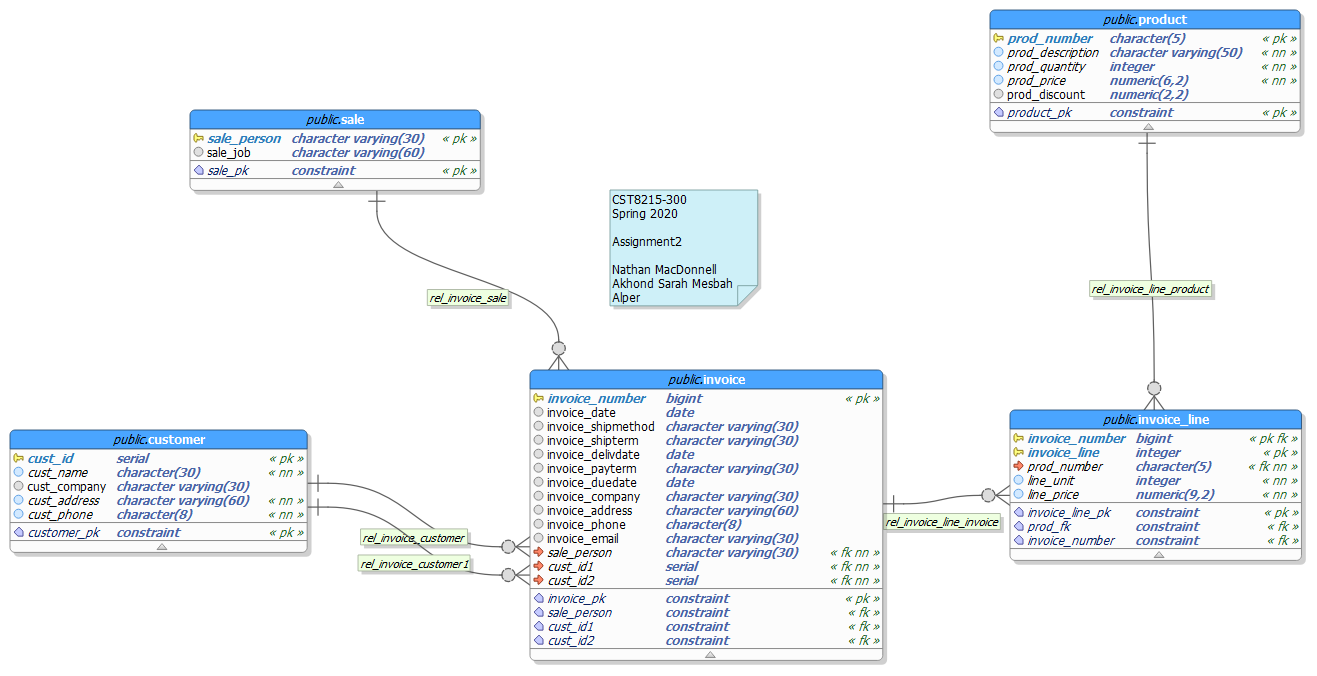 public.product
prod_number character(5) « pk »
prod_description character varying(50) « nn »
prod_quantity integer « nn »
prod_price numeric(6,2) « nn »
prod_discount numeric(2,2)
product_pk constraint « pk »
public.sale
sale_person character varying(30) « pk »
sale_job character varying(60)
sale_pk constraint « pk »
CST8215-300
Spring 2020
Assignment2
Nathan MacDonnell
Akhond Sarah Mesbah
Alper
rel_invoice_sale
rel_invoice_line_product
public.invoice
invoice_number bigint « pk »
invoice_date date
invoice_shipmethod character varying(30)
invoice_shipterm character varying(30)
invoice_delivdate date
invoice_payterm character varying(30)
invoice_duedate date
invoice_company character varying(30)
invoice_address character varying(60)
invoice_phone character(8)
invoice_email character varying(30)
sale_person character varying(30) « fk nn »
cust_id1 serial « fk nn »
cust_id2 serial « fk nn »
invoice_pk constraint « pk »
sale_person constraint « fk »
cust_id1 constraint « fk »
cust_id2 constraint « fk »
public.customer
cust_id serial « pk »
cust_name character(30) « nn »
cust_company character varying(30)
cust_address character varying(60) « nn »
cust_phone character(8) « nn »
customer_pk constraint « pk »
rel_invoice_customer
rel_invoice_customer1
rel_invoice_line_invoice
public.invoice_line
invoice_number bigint « pk fk »
invoice_line integer « pk »
prod_number character(5) « fk nn »
line_unit integer « nn »
line_price numeric(9,2) « nn »
invoice_line_pk constraint « pk »
prod_fk constraint « fk »
invoice_number constraint « fk »